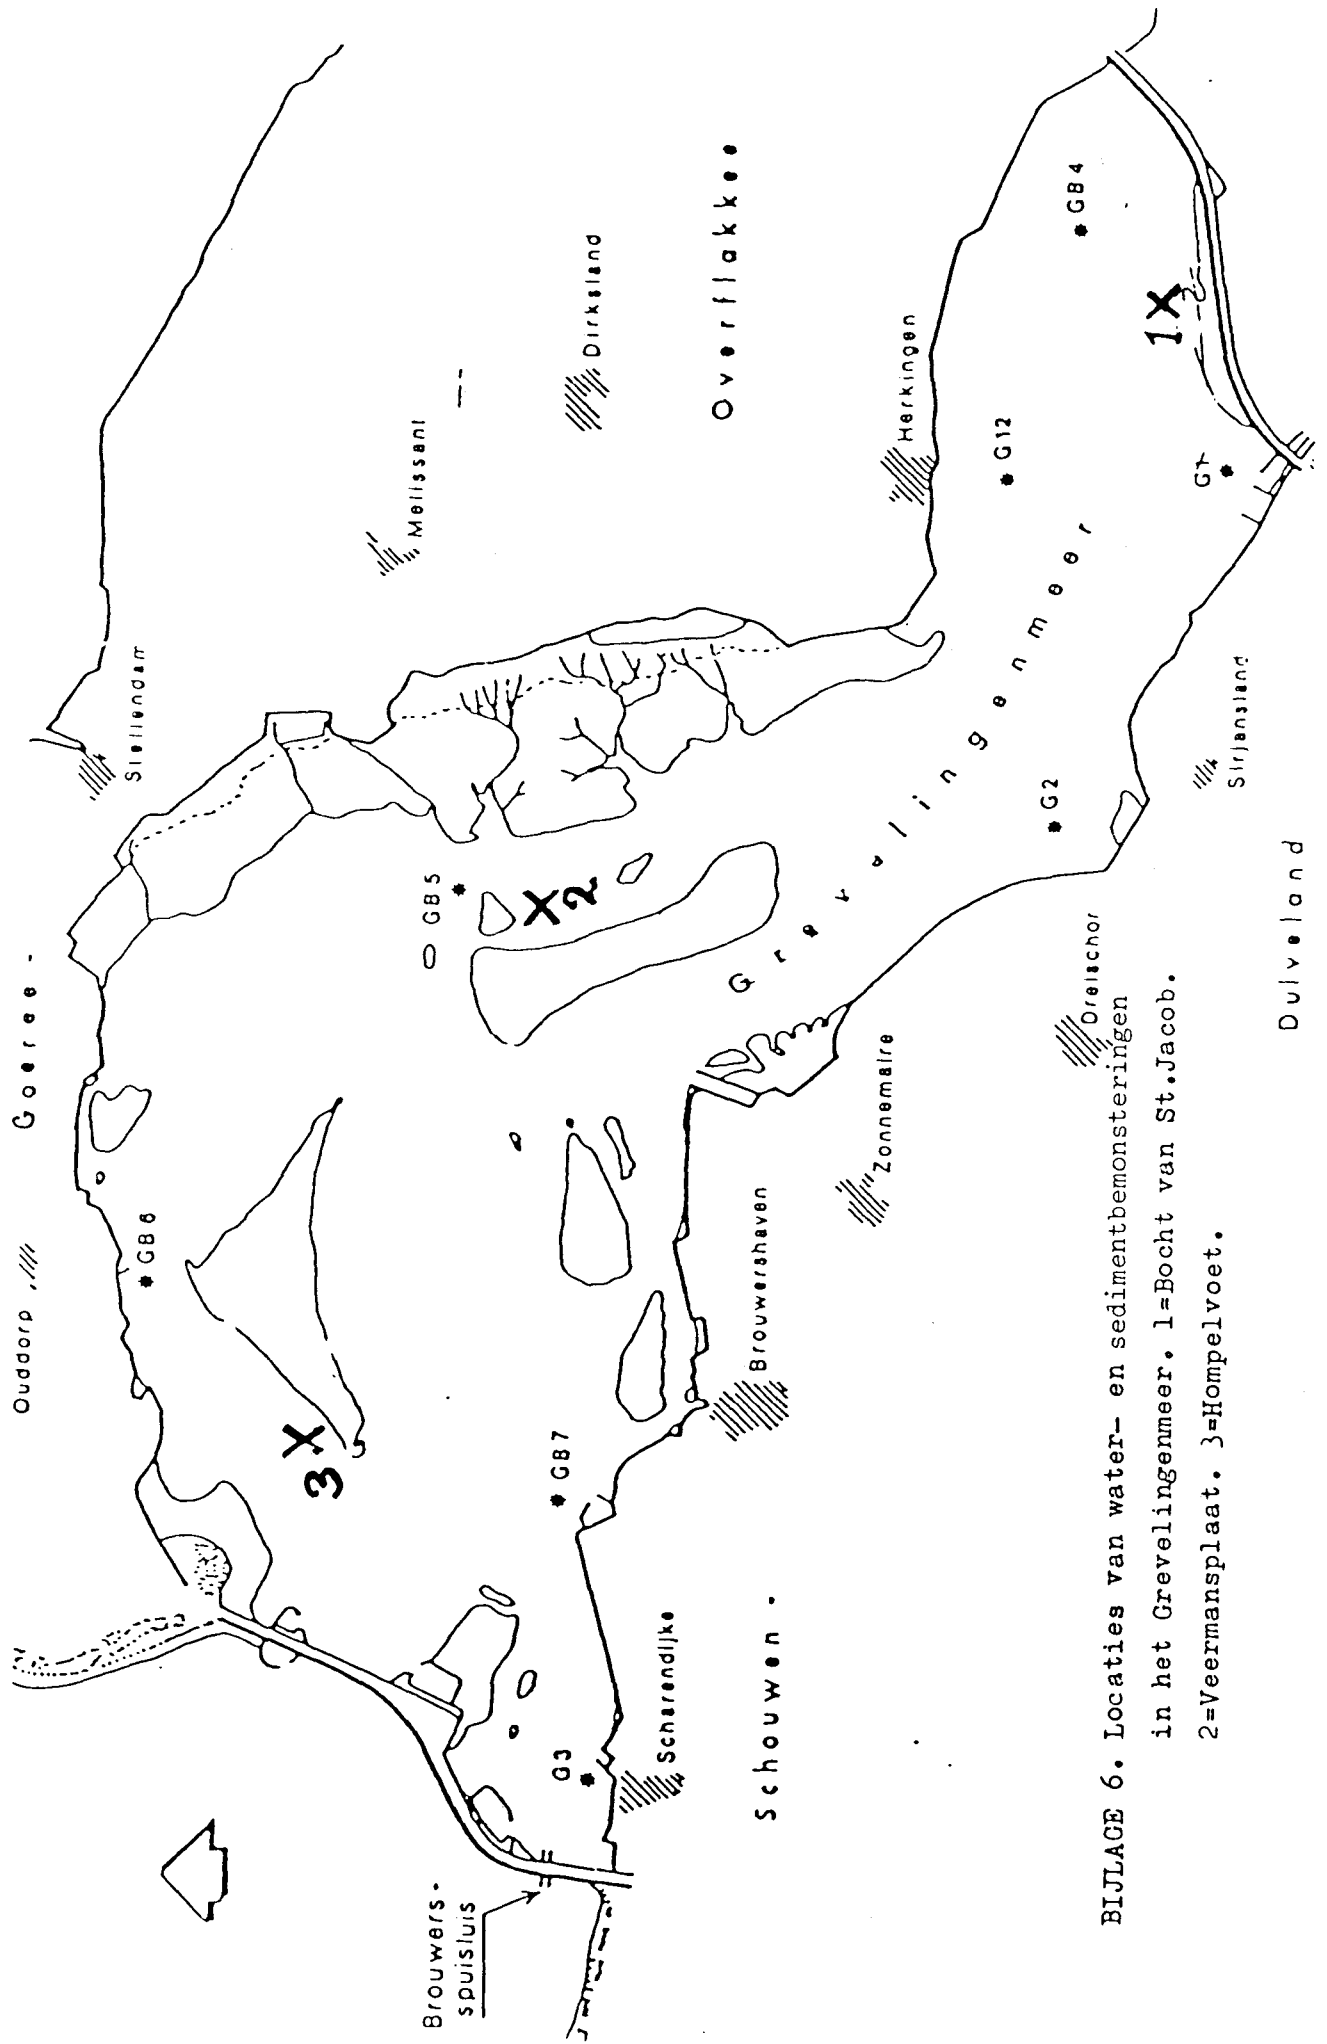 Goeree -
Ouddorp
Stellendam
Melissant
Dirksland
Overflakkee
Herkingen
GB6
GB5
GB4
G12
G2
GB7
G3
1X
X2
3X
Grevelingenmeer
Brouwers-
spuisluis
Scharendijke
Brouwershaven
Zonnemaire
Dreischor
Sirjansland
Schouwen -
Duiveland
BIJLAGE 6. Locaties van water- en sedimentbemonsteringen
in het Grevelingenmeer. 1=Bocht van St.Jacob.
2=Veermansplaat. 3=Hompelvoet.